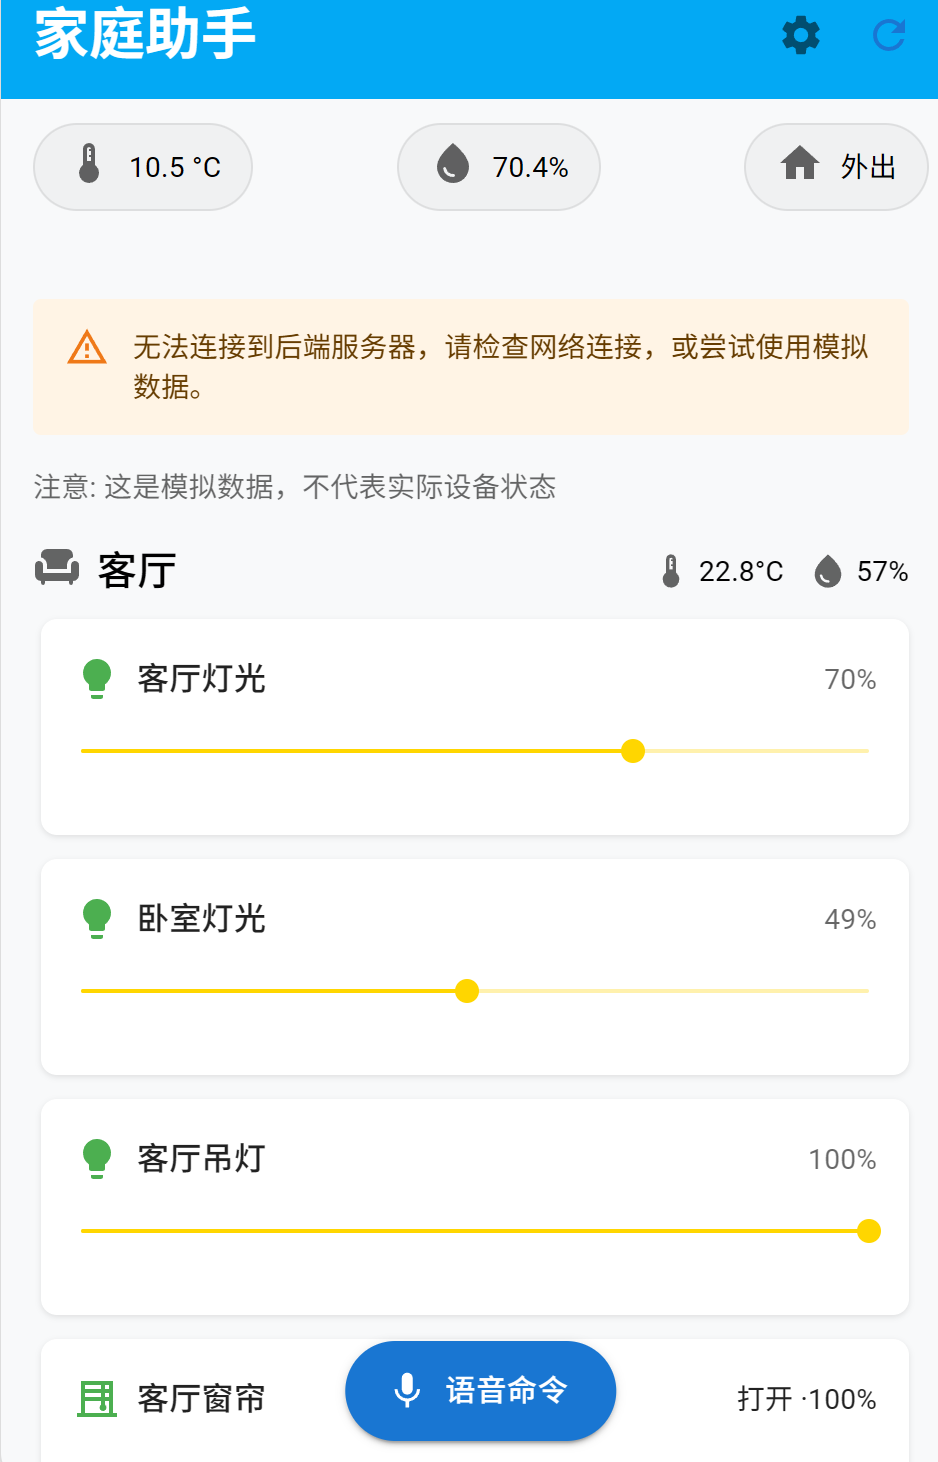 家庭助手
10.5 °C
70.4%
外出
无法连接到后端服务器，请检查网络连接，或尝试使用模拟
数据。
注意: 这是模拟数据，不代表实际设备状态
客厅
22.8°C
57%
客厅灯光
70%
卧室灯光
49%
客厅吊灯
100%
客厅窗帘
语音命令
打开 ·100%